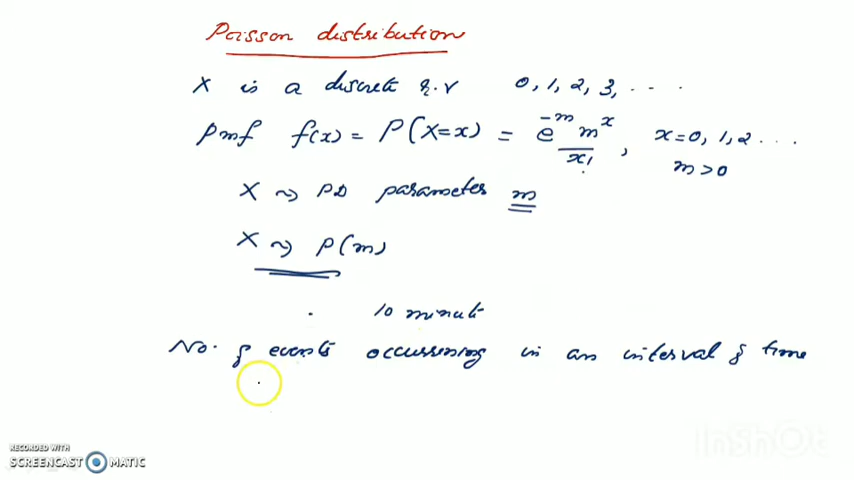 Poisson distribution
X is a discrete r.v 0, 1, 2, 3, ....
pmf f(x) = P(X=x) = e^-m m^x / x! , x=0, 1, 2 ....
m > 0
X ~> PD parameter m
X ~> P(m)
. 10 minute
No. of events occurring in an interval of time
RECORDED WITH
SCREENCAST MATIC
InShOt